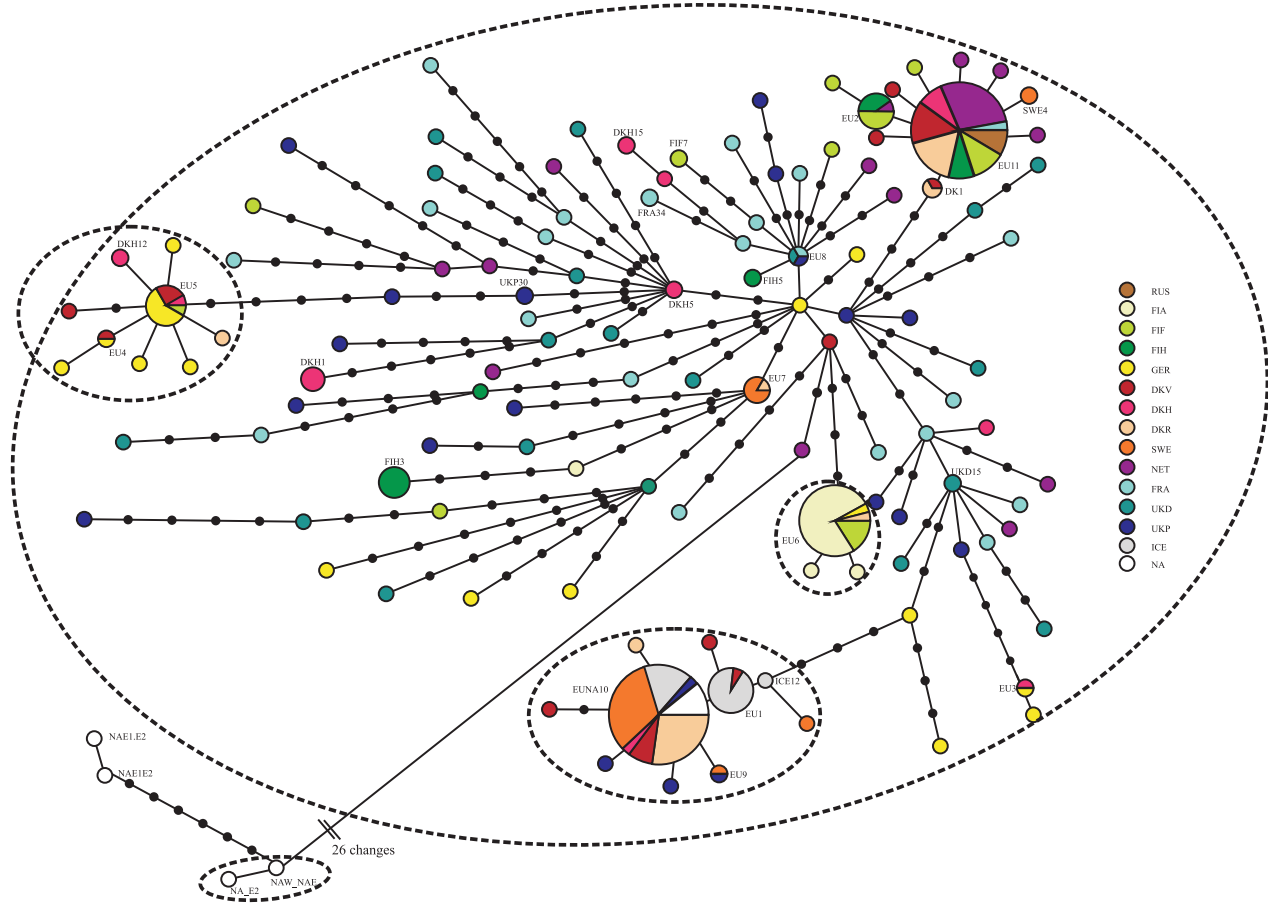 SWE4
EU2
DKH15
FIF7
EU11
DK1
FRA34
DKH12
EU8
EU5
FIH5
UKP30
DKH5
RUS
FIA
FIF
FIH
GER
DKV
DKH
DKR
SWE
NET
FRA
UKD
UKP
ICE
NA
EU4
DKH1
EU7
FIH3
UKD15
EU6
ICE12
EUNA10
EU1
EU3
EU9
NAE1.E2
NAE1E2
26 changes
NAW_NAE
NA_E2